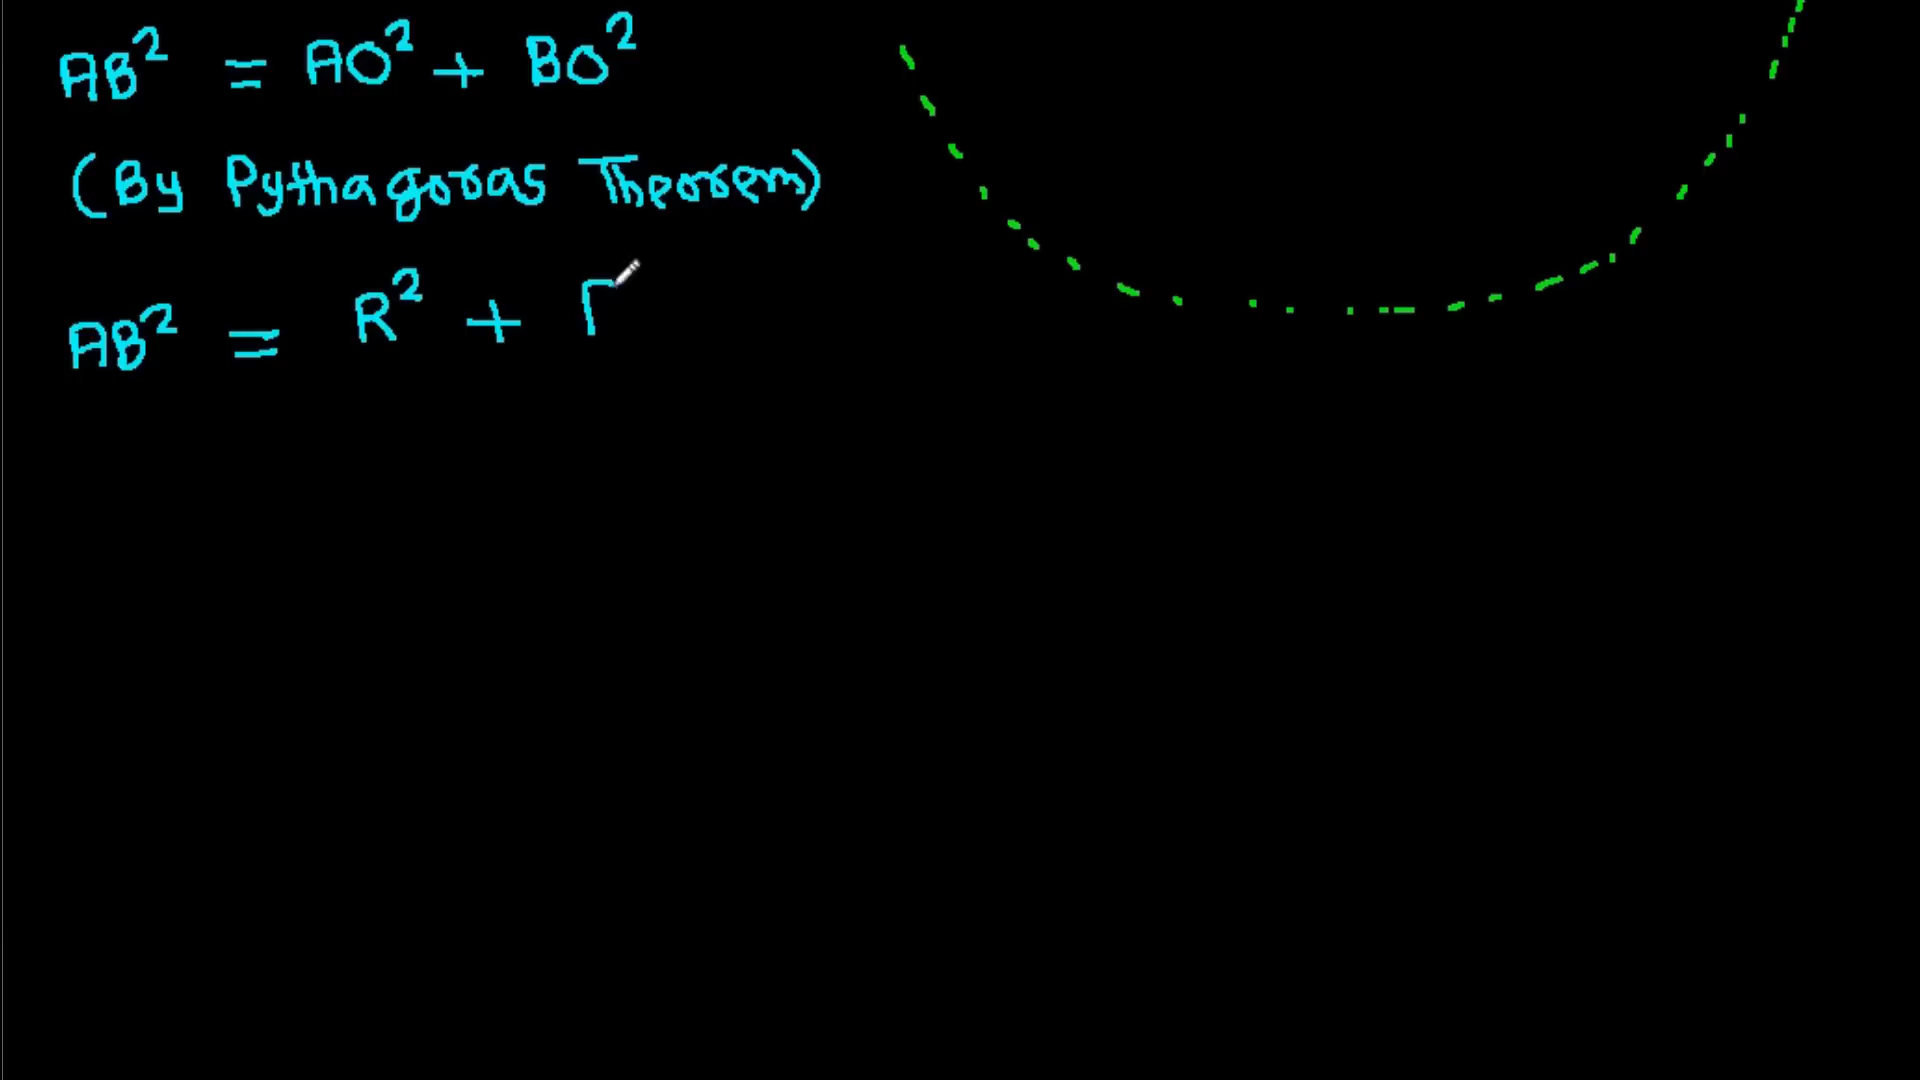 AB² = AO² + BO²
(By Pythagoras Theorem)
AB² = R² +